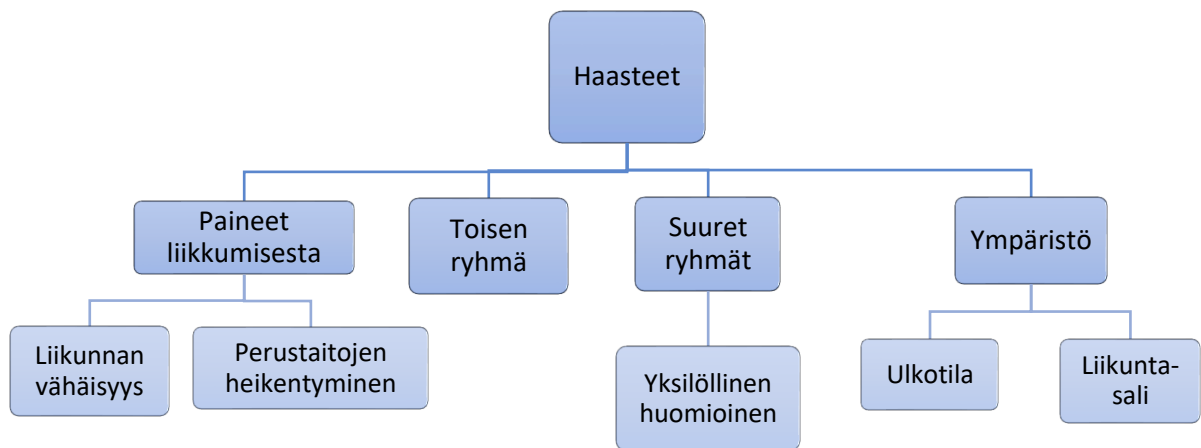 Haasteet
Paineet
liikkumisesta
Toisen
ryhmä
Suuret
ryhmät
Ympäristö
Liikunnan
vähäisyys
Perustaitojen
heikentyminen
Yksilöllinen
huomioinen
Ulkotila
Liikunta-
sali